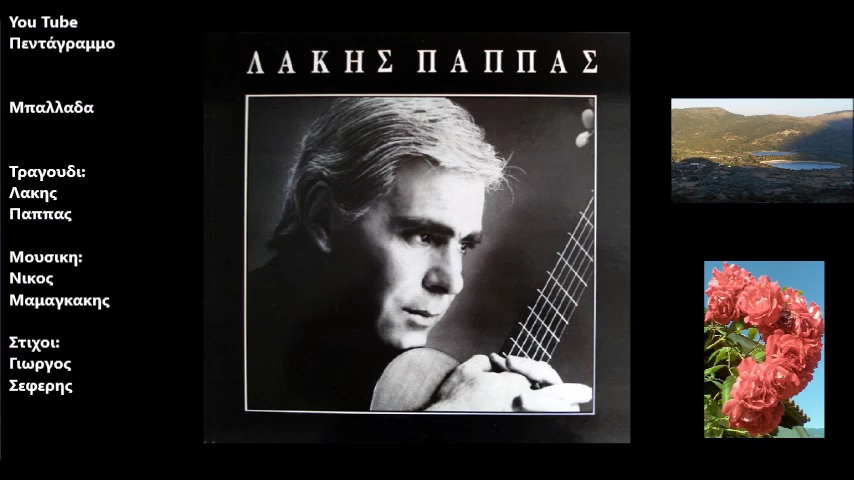 You Tube
Πεντάγραμμο
Μπαλλαδα
Τραγουδι:
Λακης
Παππας
Μουσικη:
Νικος
Μαμαγκακης
Στιχοι:
Γιωργος
Σεφερης
ΛΑΚΗΣ ΠΑΠΠΑΣ